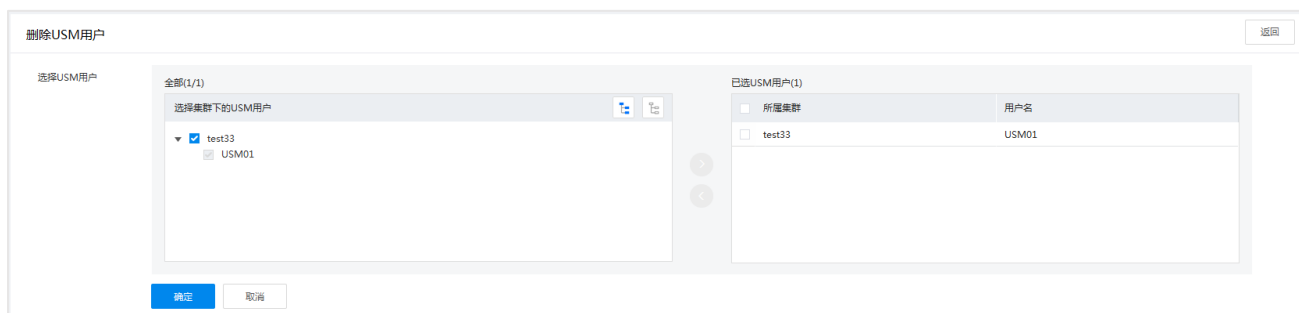 删除USM用户
返回
选择USM用户
全部(1/1)
已选USM用户(1)
选择集群下的USM用户
所属集群 用户名
test33
USM01
test33 USM01
确定 取消